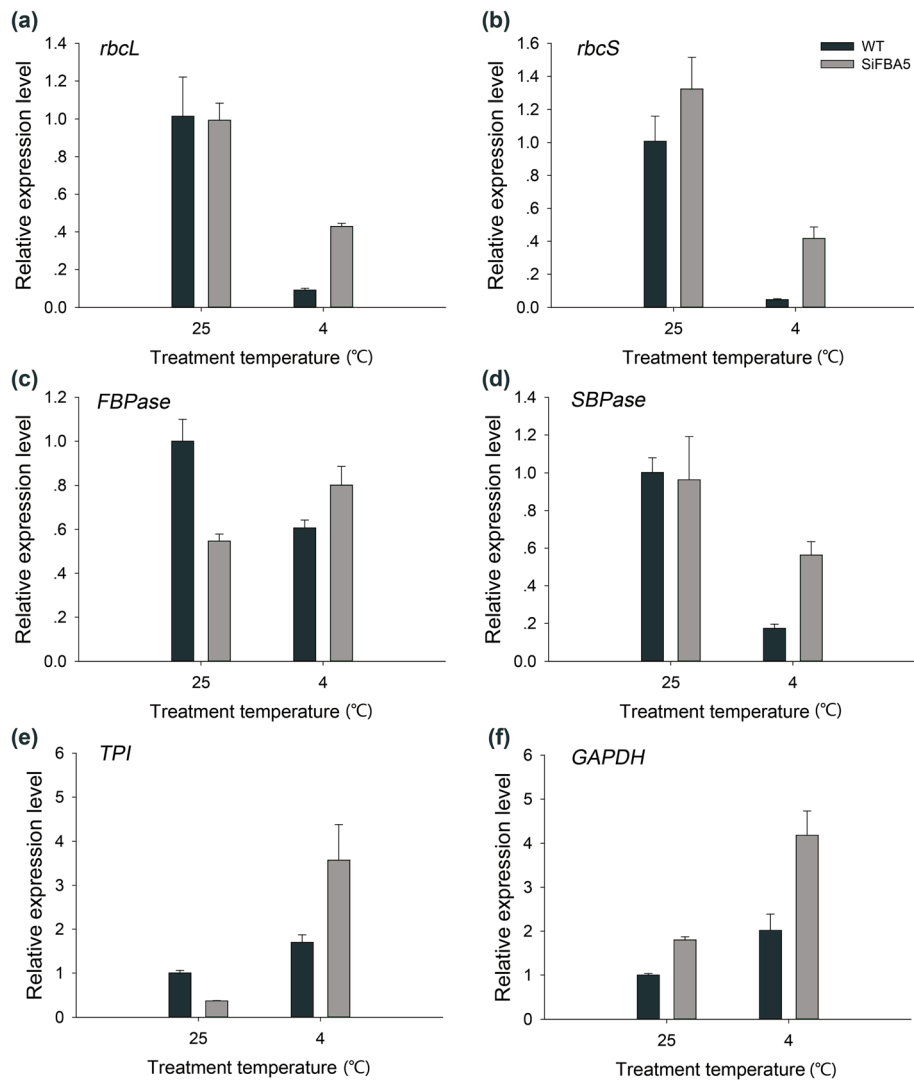 (a)
rbcL
Relative expression level
1.4
1.2
1.0
.8
.6
.4
.2
0.0
25
4
Treatment temperature (℃)
(b)
rbcS
WT
SiFBA5
Relative expression level
1.6
1.4
1.2
1.0
.8
.6
.4
.2
0.0
25
4
Treatment temperature (℃)
(c)
FBPase
Relative expression level
1.2
1.0
.8
.6
.4
.2
0.0
25
4
Treatment temperature (℃)
(d)
SBPase
Relative expression level
1.4
1.2
1.0
.8
.6
.4
.2
0.0
25
4
Treatment temperature (℃)
(e)
TPI
Relative expression level
6
5
4
3
2
1
0
25
4
Treatment temperature (℃)
(f)
GAPDH
Relative expression level
6
5
4
3
2
1
0
25
4
Treatment temperature (℃)